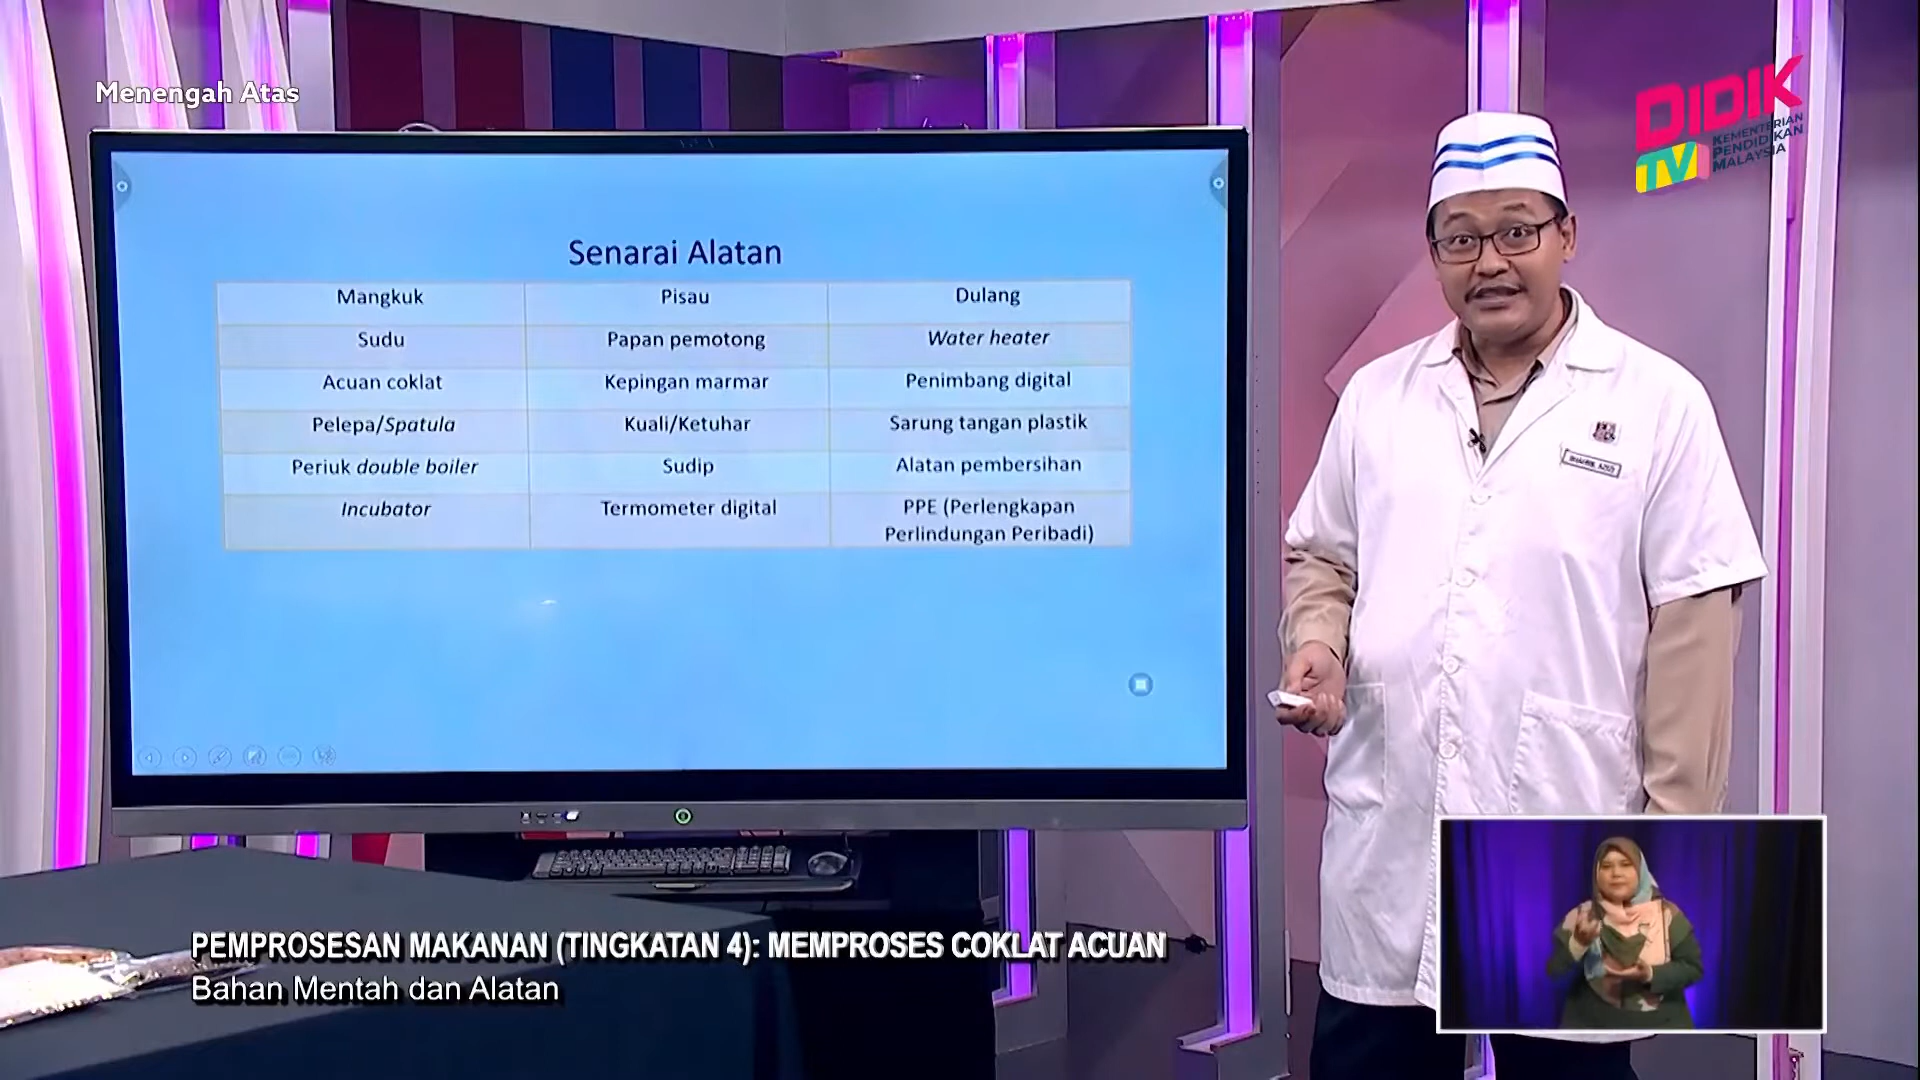 Menengah Atas
DIDIK
TV
KEMENTERIAN
PENDIDIKAN
MALAYSIA
Senarai Alatan
Mangkuk Pisau Dulang
Sudu Papan pemotong Water heater
Acuan coklat Kepingan marmar Penimbang digital
Pelepa/Spatula Kuali/Ketuhar Sarung tangan plastik
Periuk double boiler Sudip Alatan pembersihan
Incubator Termometer digital PPE (Perlengkapan
Perlindungan Peribadi)
PEMPROSESAN MAKANAN (TINGKATAN 4): MEMPROSES COKLAT ACUAN
Bahan Mentah dan Alatan